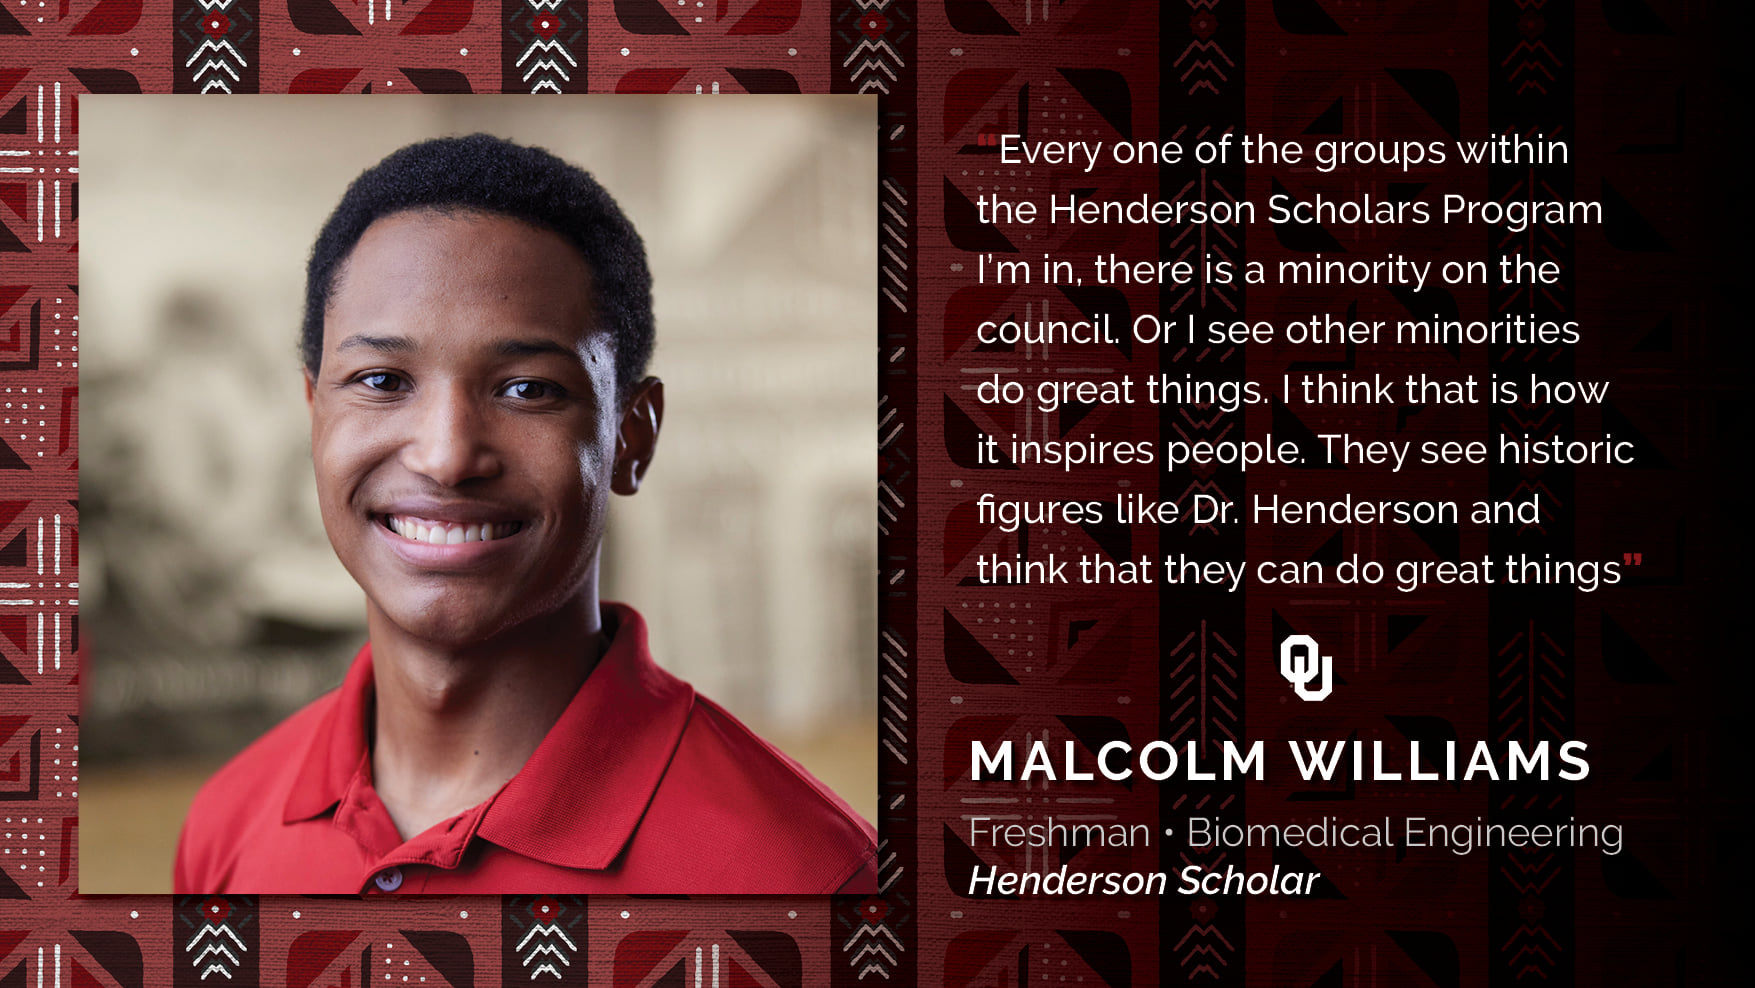 “Every one of the groups within
the Henderson Scholars Program
I’m in, there is a minority on the
council. Or I see other minorities
do great things. I think that is how
it inspires people. They see historic
figures like Dr. Henderson and
think that they can do great things”
OU
MALCOLM WILLIAMS
Freshman • Biomedical Engineering
Henderson Scholar